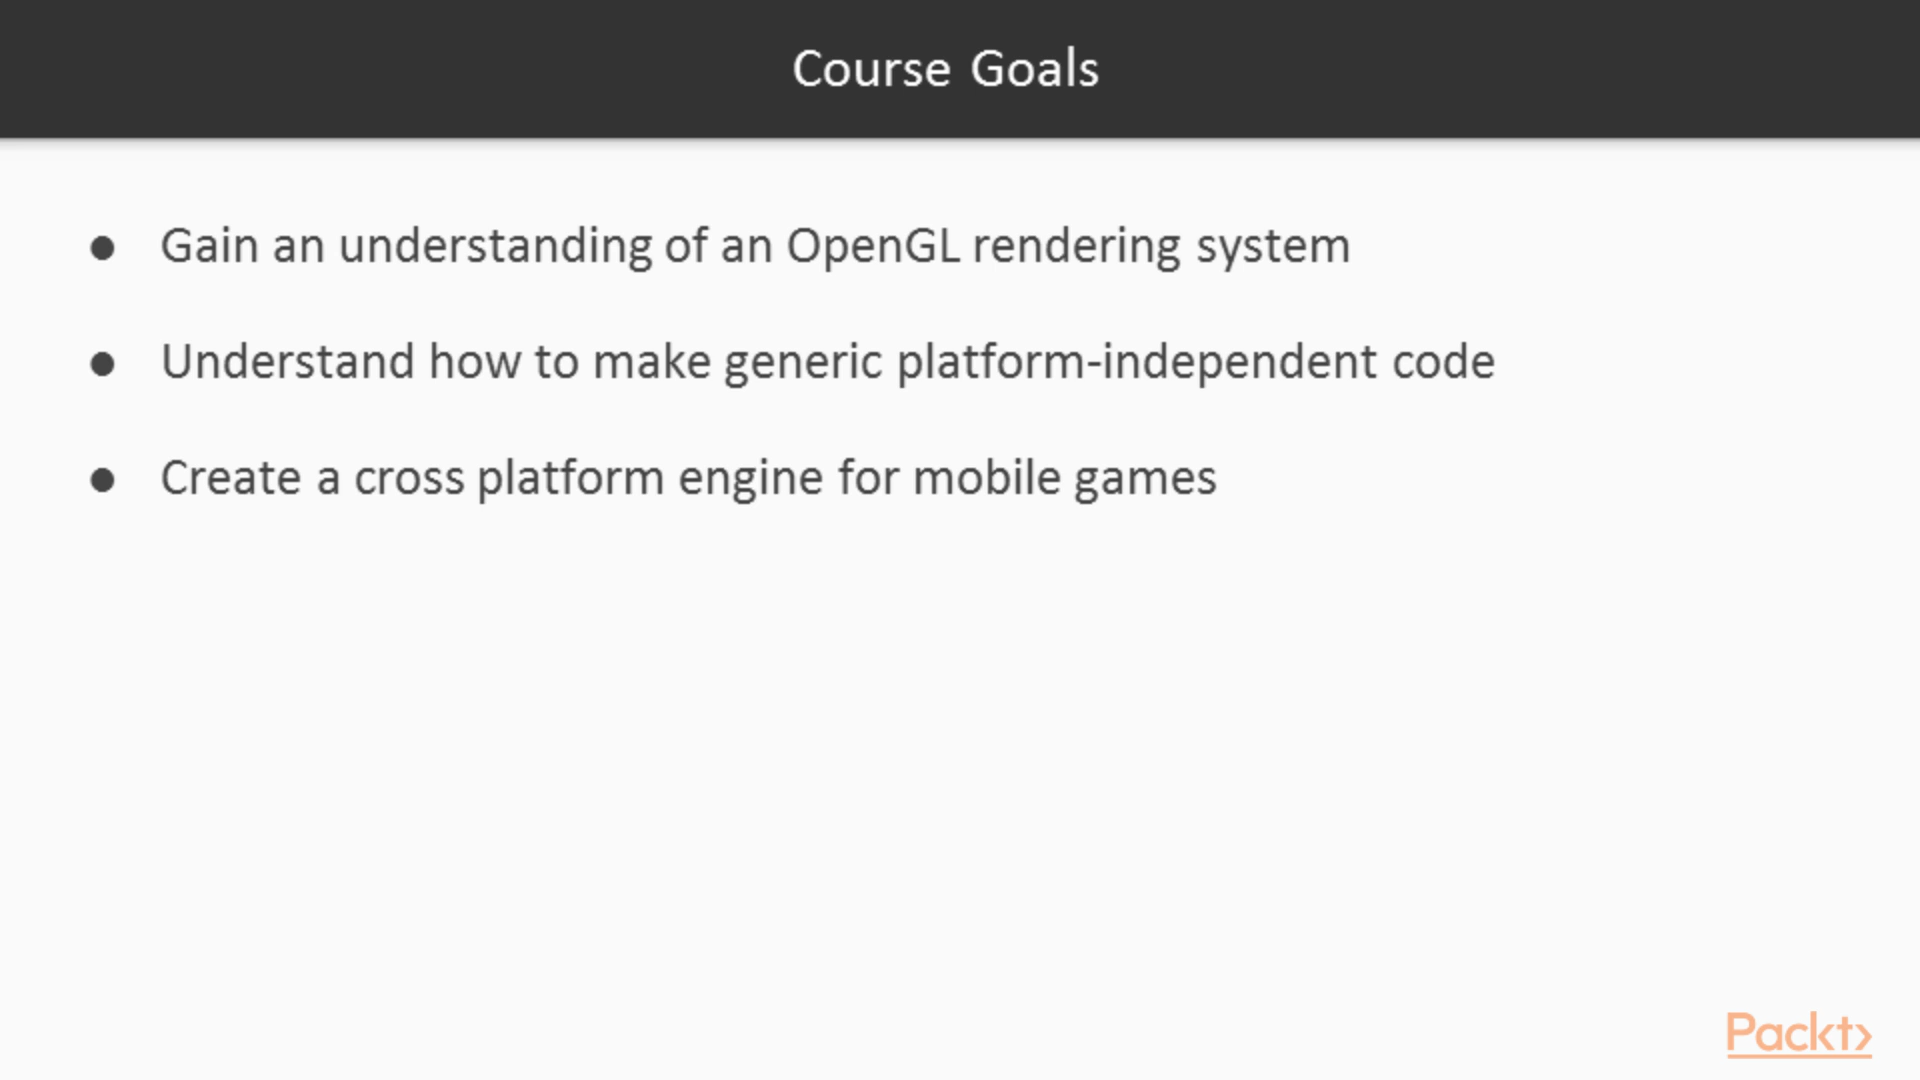 Course Goals
● Gain an understanding of an OpenGL rendering system
● Understand how to make generic platform-independent code
● Create a cross platform engine for mobile games
Packt>